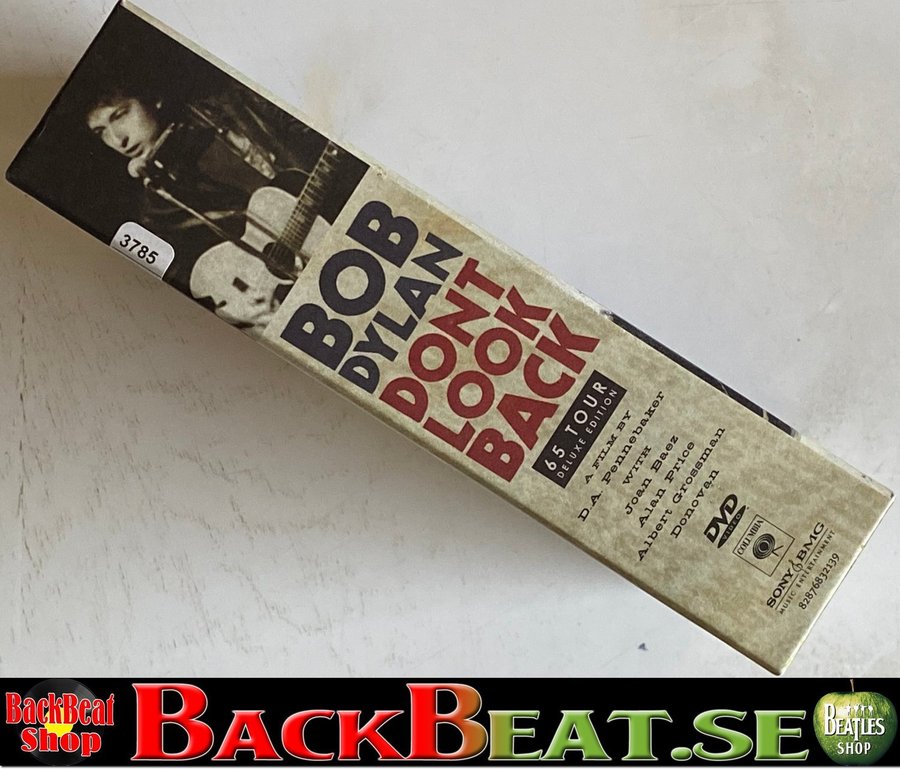 3785
BOB
DYLAN
DONT
LOOK
BACK
65 TOUR
DELUXE EDITION
A FILM BY
D.A. Pennebaker
WITH
Joan Baez
Alan Price
Albert Grossman
Donovan
DVD
VIDEO
COLUMBIA
SONY BMG
MUSIC ENTERTAINMENT
82876832139
BackBeat
Shop
BACKBEAT.SE
BEATLES
SHOP